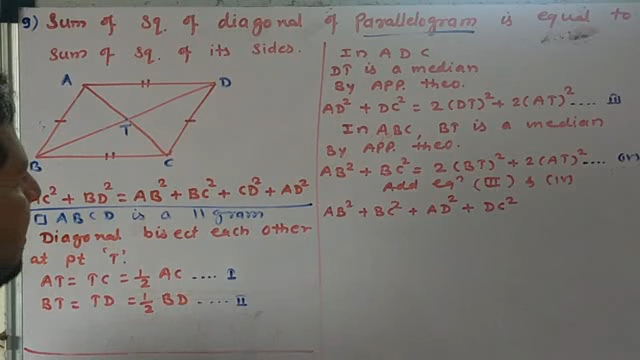 9) Sum of sq. of diagonal of Parallelogram is equal to
sum of sq. of its sides.
A
D
T
B
C
AC² + BD² = AB² + BC² + CD² + AD²
□ ABCD is a ||gram
Diagonal bisect each other
at pt 'T'.
AT = TC = 1/2 AC .... I
BT = TD = 1/2 BD .... II
In ADC
DT is a median
By APP. theo.
AD² + DC² = 2(DT)² + 2(AT)² .... III
In ABC, BT is a median
By APP. theo.
AB² + BC² = 2(BT)² + 2(AT)² .... (IV)
Add eqⁿ (III) & (IV)
AB² + BC² + AD² + DC²